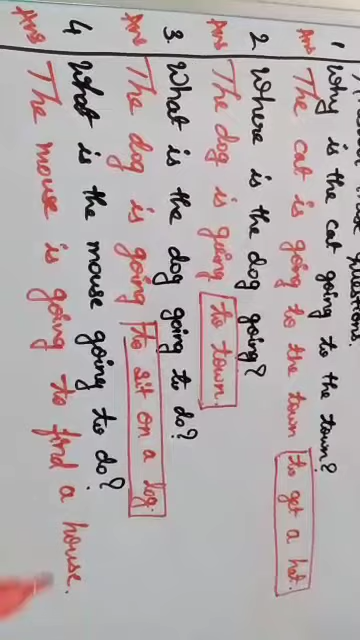 these questions.
1 Why is the cat going to the town?
Ans The cat is going to the town to get a hat.
2 Where is the dog going?
Ans The dog is going to town.
3. What is the dog going to do?
Ans The dog is going to sit on a log.
4 What is the mouse going to do?
Ans The mouse is going to find a house.